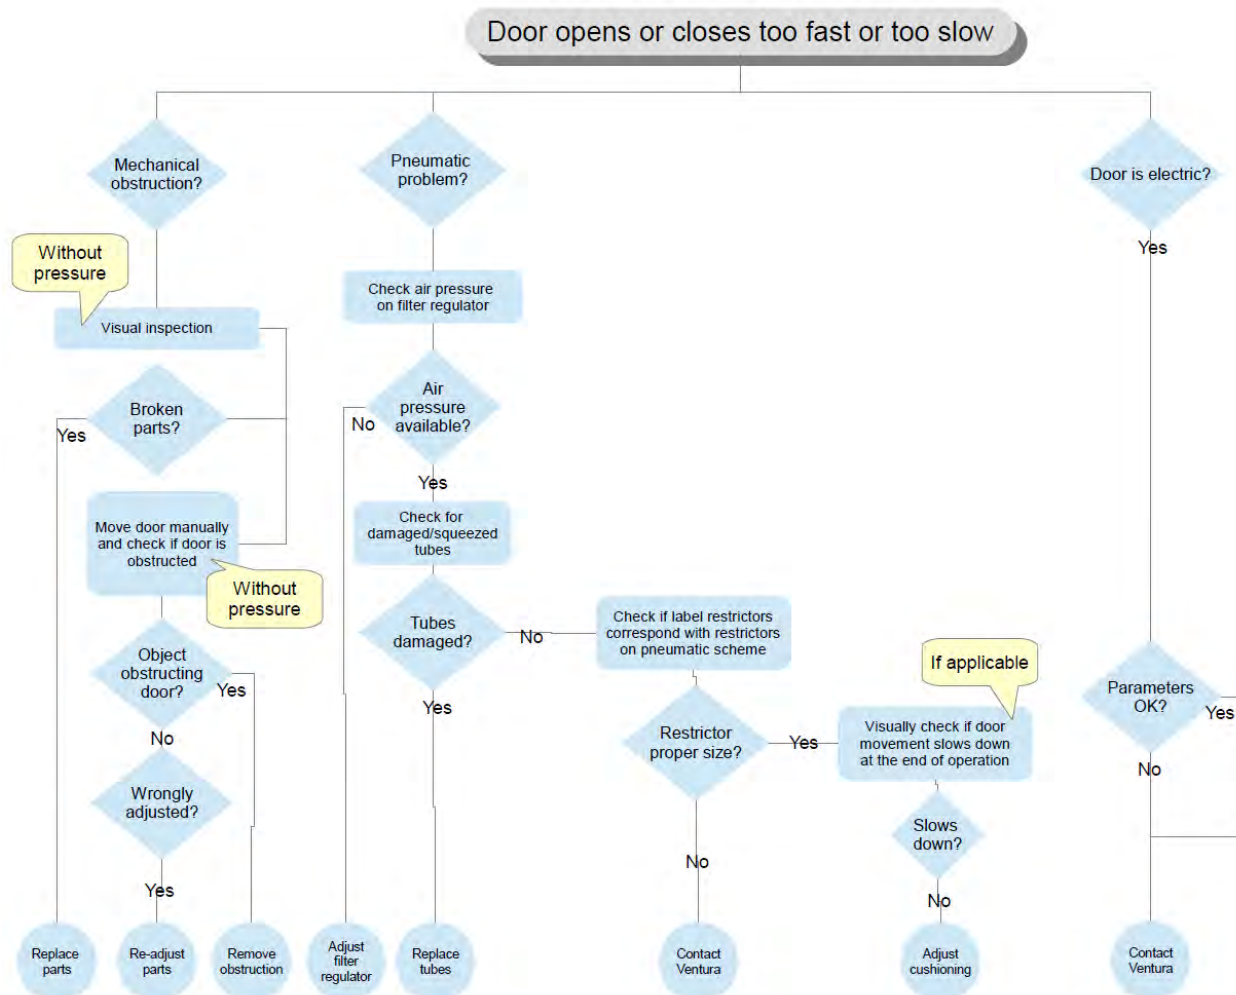 Door opens or closes too fast or too slow
Mechanical
obstruction?
Pneumatic
problem?
Door is electric?
Yes
Without
pressure
Check air pressure
on filter regulator
Visual inspection
Broken
parts?
Yes
Air
pressure
available?
No
Yes
Move door manually
and check if door is
obstructed
Without
pressure
Check for
damaged/squeezed
tubes
Tubes
damaged?
No
Check if label restrictors
correspond with restrictors
on pneumatic scheme
If applicable
Object
obstructing
door?
Yes
No
Yes
Restrictor
proper size?
Yes
Visually check if door
movement slows down
at the end of operation
Parameters
OK?
Yes
No
Wrongly
adjusted?
Yes
No
Slows
down?
No
Replace
parts
Re-adjust
parts
Remove
obstruction
Adjust
filter
regulator
Replace
tubes
Contact
Ventura
Adjust
cushioning
Contact
Ventura